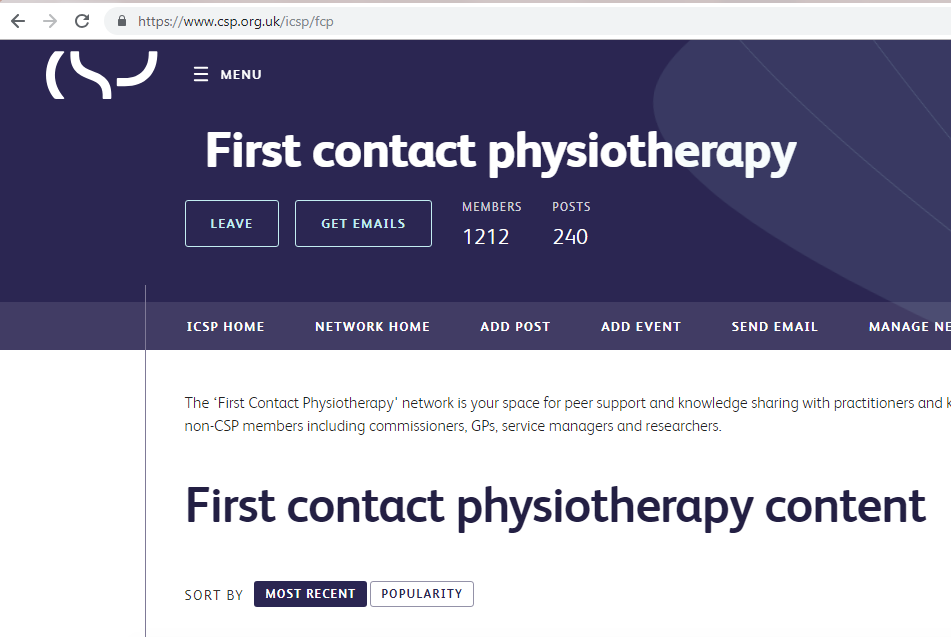 https://www.csp.org.uk/icsp/fcp
CSP
MENU
First contact physiotherapy
LEAVE
GET EMAILS
MEMBERS
POSTS
1212
240
ICSP HOME
NETWORK HOME
ADD POST
ADD EVENT
SEND EMAIL
MANAGE NE
The ‘First Contact Physiotherapy’ network is your space for peer support and knowledge sharing with practitioners and
non-CSP members including commissioners, GPs, service managers and researchers.
First contact physiotherapy content
SORT BY
MOST RECENT
POPULARITY